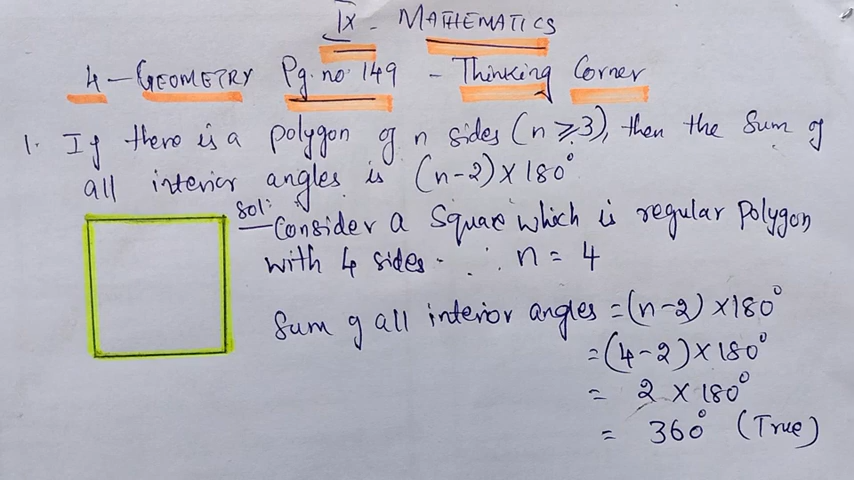 IX - MATHEMATICS
4 - GEOMETRY Pg. no. 149 - Thinking Corner
1. If there is a polygon of n sides (n ≥ 3), then the sum of
all interior angles is (n-2) × 180°
Sol:
Consider a Square which is regular polygon
with 4 sides. ∴ n = 4
Sum of all interior angles = (n-2) × 180°
= (4-2) × 180°
= 2 × 180°
= 360° (True)